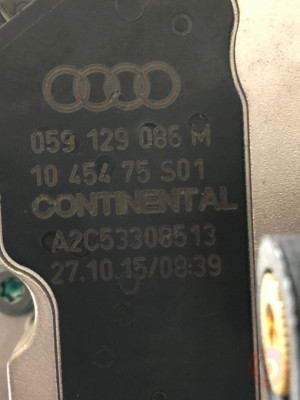 059 129 086 M
10 454 75 S01
CONTINENTAL
A2C53308513
27.10.15/08:39